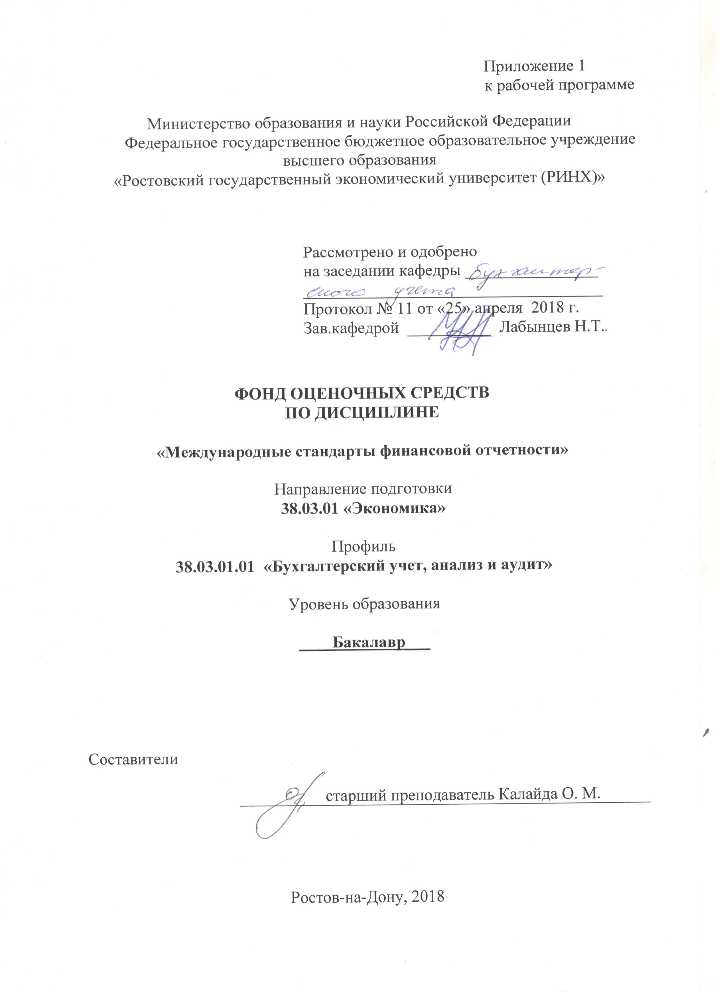 Приложение 1
к рабочей программе
Министерство образования и науки Российской Федерации
Федеральное государственное бюджетное образовательное учреждение
высшего образования
«Ростовский государственный экономический университет (РИНХ)»
Рассмотрено и одобрено
на заседании кафедры бухгалтер-
ского учета
Протокол № 11 от «25» апреля 2018 г.
Зав.кафедрой Лабынцев Н.Т..
ФОНД ОЦЕНОЧНЫХ СРЕДСТВ
ПО ДИСЦИПЛИНЕ
«Международные стандарты финансовой отчетности»
Направление подготовки
38.03.01 «Экономика»
Профиль
38.03.01.01 «Бухгалтерский учет, анализ и аудит»
Уровень образования
Бакалавр
Составители
старший преподаватель Калайда О. М.
Ростов-на-Дону, 2018